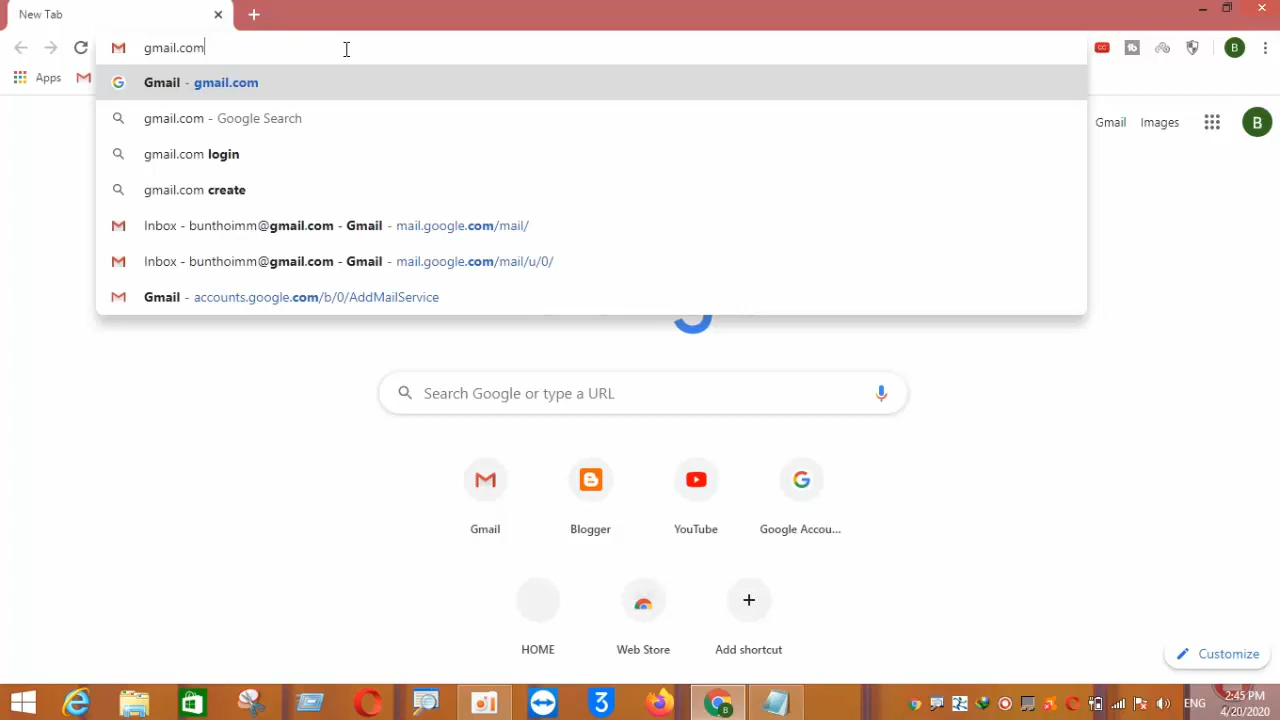 New Tab
gmail.com
Gmail - gmail.com
gmail.com - Google Search
gmail.com login
gmail.com create
Inbox - bunthoimm@gmail.com - Gmail - mail.google.com/mail/
Inbox - bunthoimm@gmail.com - Gmail - mail.google.com/mail/u/0/
Gmail - accounts.google.com/b/0/AddMailService
Apps
B
Gmail Images B
Search Google or type a URL
Gmail Blogger YouTube Google Accou...
HOME Web Store Add shortcut
Customize
ENG
2:45 PM
4/20/2020